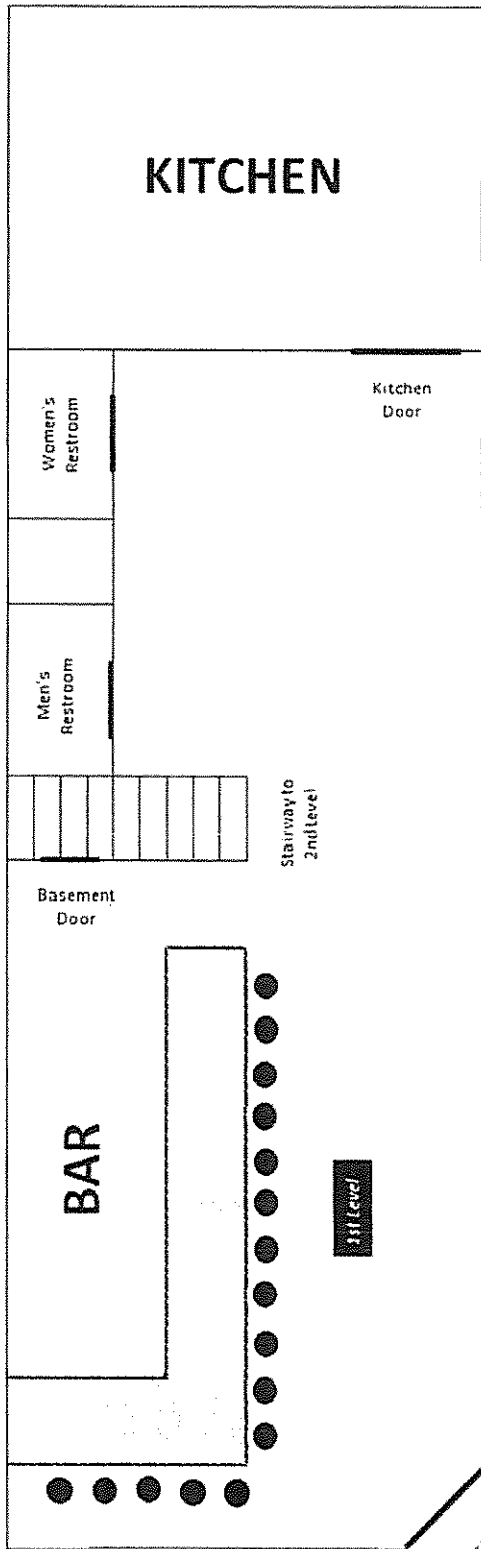 KITCHEN
Kitchen
Door
Women's
Restroom
Men's
Restroom
Stairway to
2nd Level
Basement
Door
BAR
1st Level